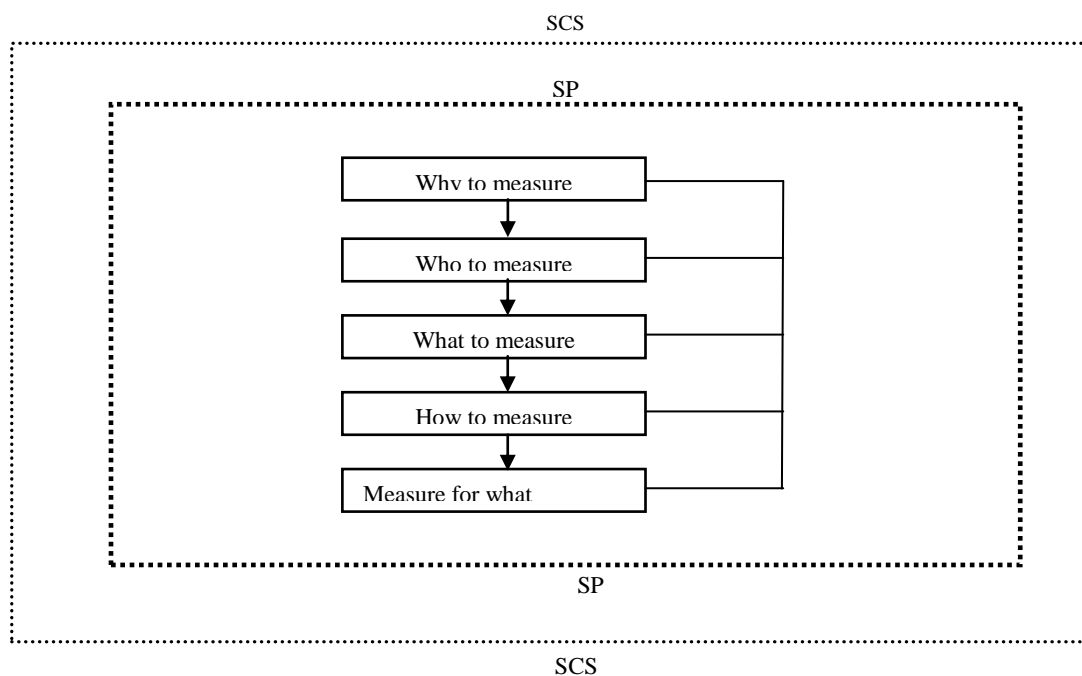 SCS
SP
Why to measure
Who to measure
What to measure
How to measure
Measure for what
SP
SCS